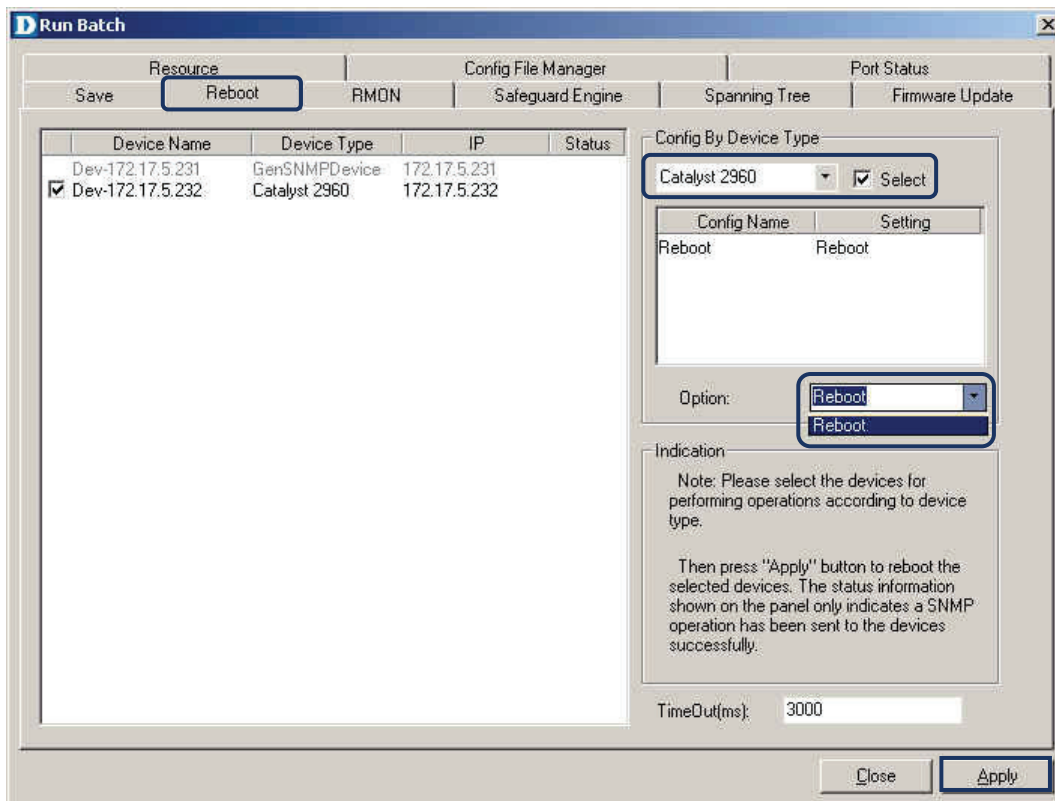 D Run Batch
Resource Config File Manager Port Status
Save Reboot RMON Safeguard Engine Spanning Tree Firmware Update
Device Name Device Type IP Status
Dev-172.17.5.231 GenSNMPDevice 172.17.5.231
Dev-172.17.5.232 Catalyst 2960 172.17.5.232
Config By Device Type
Catalyst 2960 Select
Config Name Setting
Reboot Reboot
Option: Reboot
Reboot
Indication
Note: Please select the devices for
performing operations according to device
type.
Then press "Apply" button to reboot the
selected devices. The status information
shown on the panel only indicates a SNMP
operation has been sent to the devices
successfully.
TimeOut(ms): 3000
Close Apply